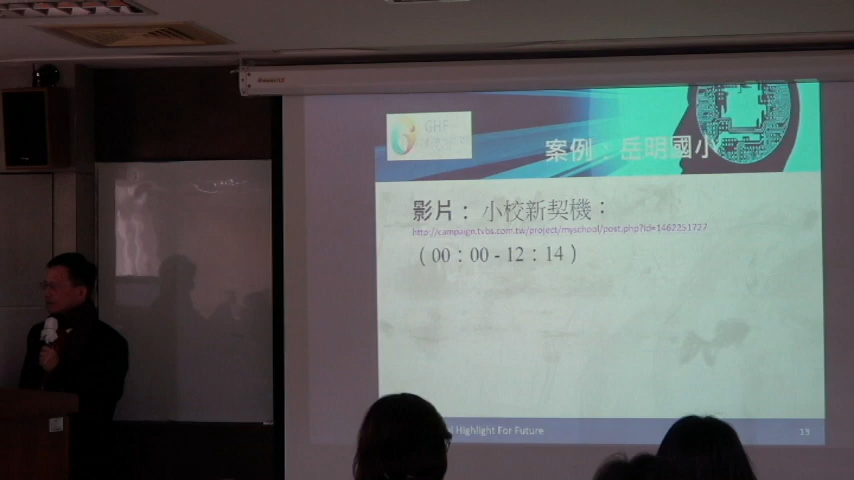 GHF
案例：岳明國小
影片： 小校新契機：
http://campaign.tvbs.com.tw/project/myschool/post.php?id=1462251727
（00：00 - 12：14）
Highlight For Future
13